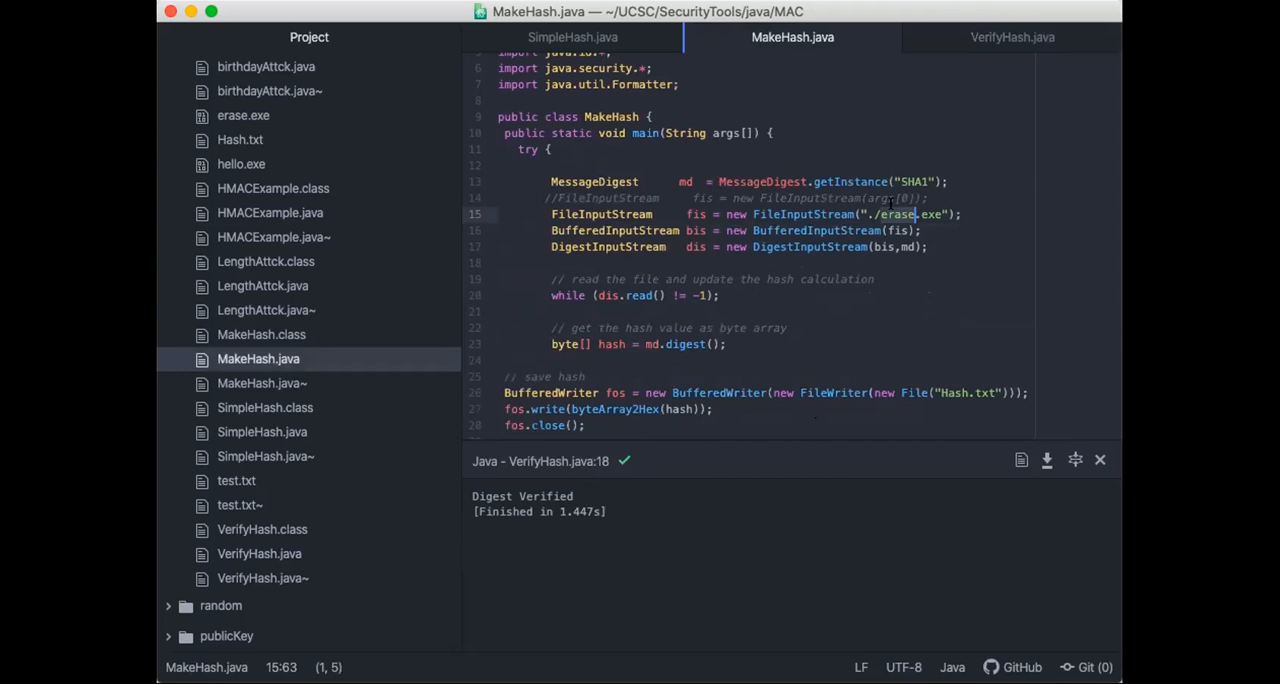 MakeHash.java — ~/UCSC/SecurityTools/java/MAC
Project
SimpleHash.java
MakeHash.java
VerifyHash.java
birthdayAttck.java
birthdayAttck.java~
erase.exe
Hash.txt
hello.exe
HMACExample.class
HMACExample.java
HMACExample.java~
LengthAttck.class
LengthAttck.java
LengthAttck.java~
MakeHash.class
MakeHash.java
MakeHash.java~
SimpleHash.class
SimpleHash.java
SimpleHash.java~
test.txt
test.txt~
VerifyHash.class
VerifyHash.java
VerifyHash.java~
random
publicKey
5 import java.io.*;
6 import java.security.*;
7 import java.util.Formatter;
8
9 public class MakeHash {
10 public static void main(String args[]) {
11 try {
12
13 MessageDigest md = MessageDigest.getInstance("SHA1");
14 //FileInputStream fis = new FileInputStream(args[0]);
15 FileInputStream fis = new FileInputStream("./erase.exe");
16 BufferedInputStream bis = new BufferedInputStream(fis);
17 DigestInputStream dis = new DigestInputStream(bis,md);
18
19 // read the file and update the hash calculation
20 while (dis.read() != -1);
21
22 // get the hash value as byte array
23 byte[] hash = md.digest();
24
25 // save hash
26 BufferedWriter fos = new BufferedWriter(new FileWriter(new File("Hash.txt")));
27 fos.write(byteArray2Hex(hash));
28 fos.close();
Java - VerifyHash.java:18
Digest Verified
[Finished in 1.447s]
MakeHash.java 15:63 (1, 5) LF UTF-8 Java GitHub Git (0)